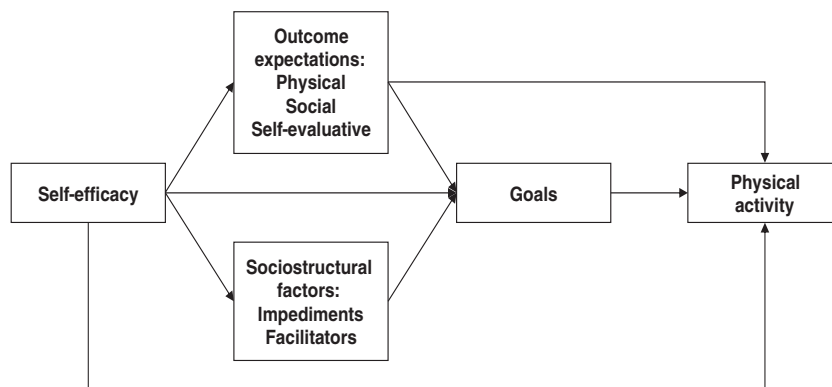 Outcome
expectations:
Physical
Social
Self-evaluative
Self-efficacy
Goals
Physical
activity
Sociostructural
factors:
Impediments
Facilitators